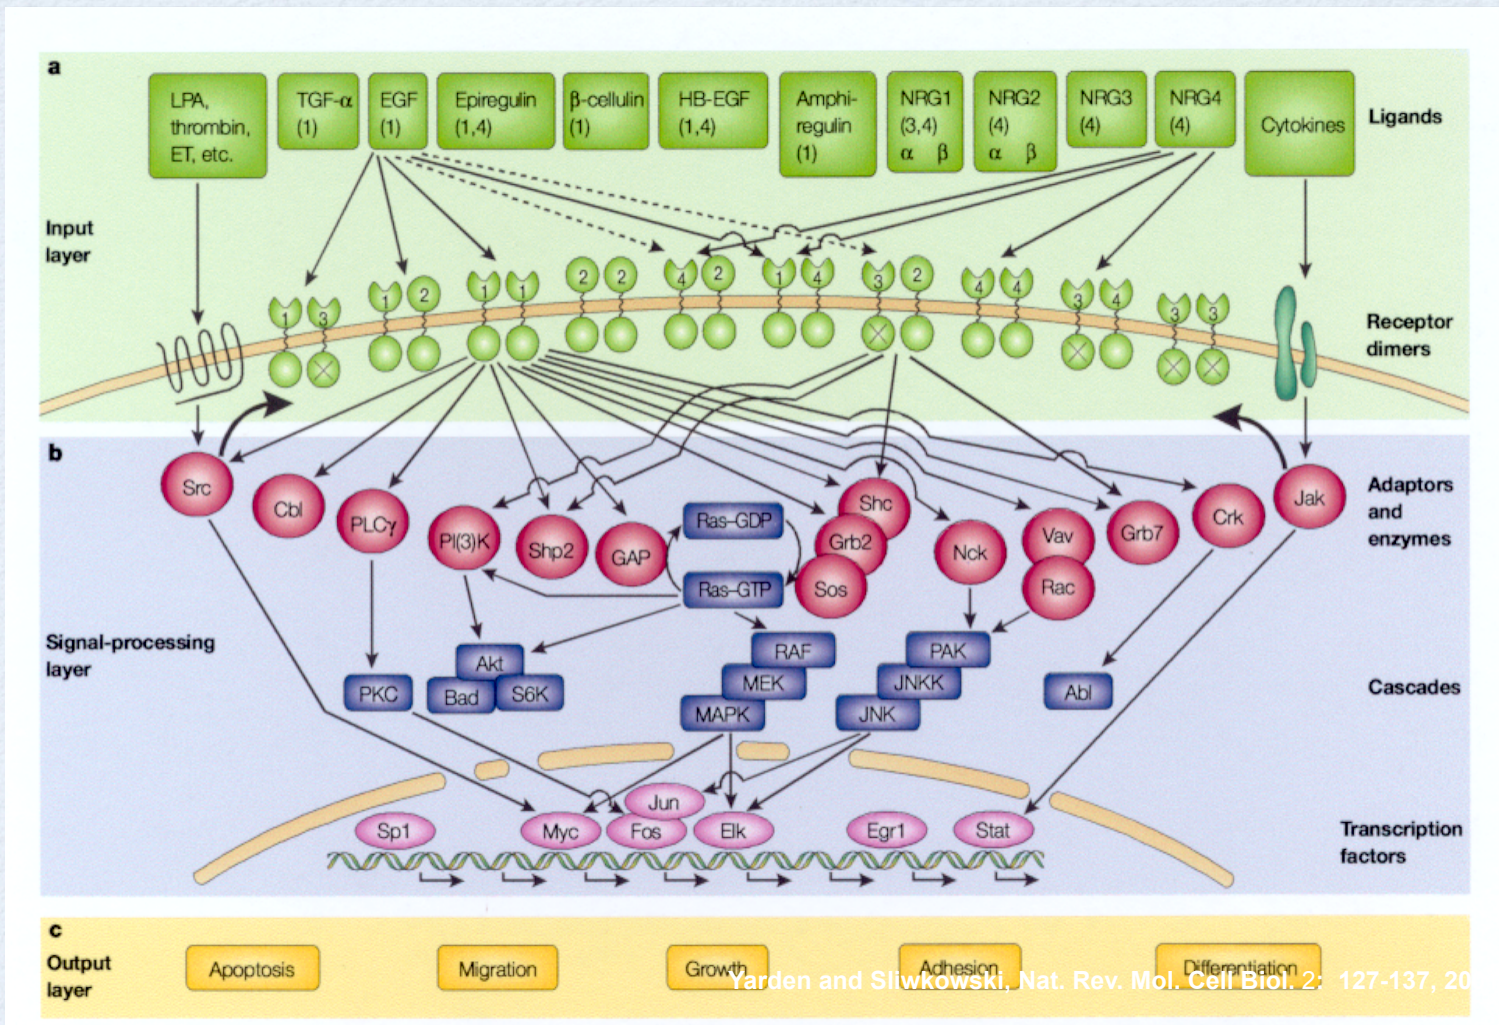 a
LPA,
thrombin,
ET, etc.
TGF-α
(1)
EGF
(1)
Epiregulin
(1,4)
β-cellulin
(1)
HB-EGF
(1,4)
Amphi-
regulin
(1)
NRG1
(3,4)
α β
NRG2
(4)
α β
NRG3
(4)
NRG4
(4)
Cytokines
Ligands
Input
layer
1 3
1 2
1 1
2 2
4 2
1 4
3 2
4 4
3 4
3 3
Receptor
dimers
b
Src
Cbl
PLCγ
PI(3)K
Shp2
GAP
Ras–GDP
Ras–GTP
Shc
Grb2
Sos
Nck
Vav
Rac
Grb7
Crk
Jak
Adaptors
and
enzymes
Signal-processing
layer
PKC
Akt
Bad
S6K
RAF
MEK
MAPK
PAK
JNKK
JNK
Abl
Cascades
Sp1
Myc
Jun
Fos
Elk
Egr1
Stat
Transcription
factors
c
Output
layer
Apoptosis
Migration
Growth
Adhesion
Differentiation
Yarden and Sliwkowski, Nat. Rev. Mol. Cell Biol. 2: 127-137, 20